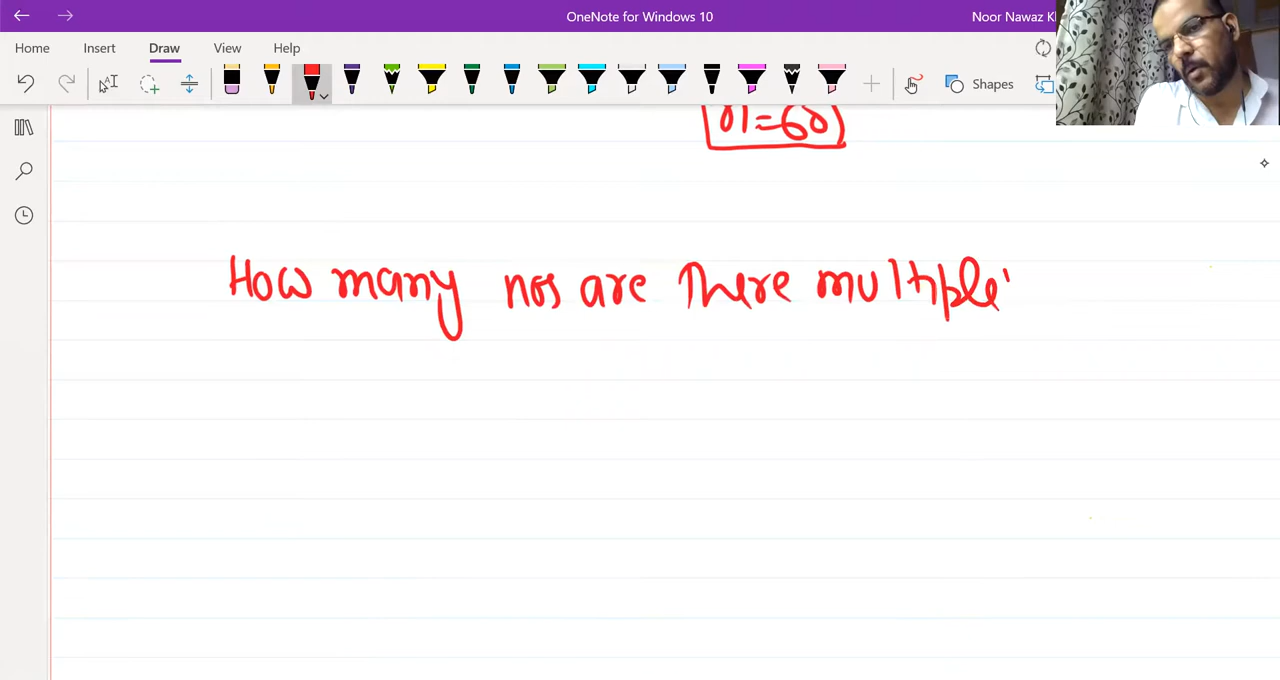 OneNote for Windows 10
Noor Nawaz
Home Insert Draw View Help
Shapes
How many nos are There multiple